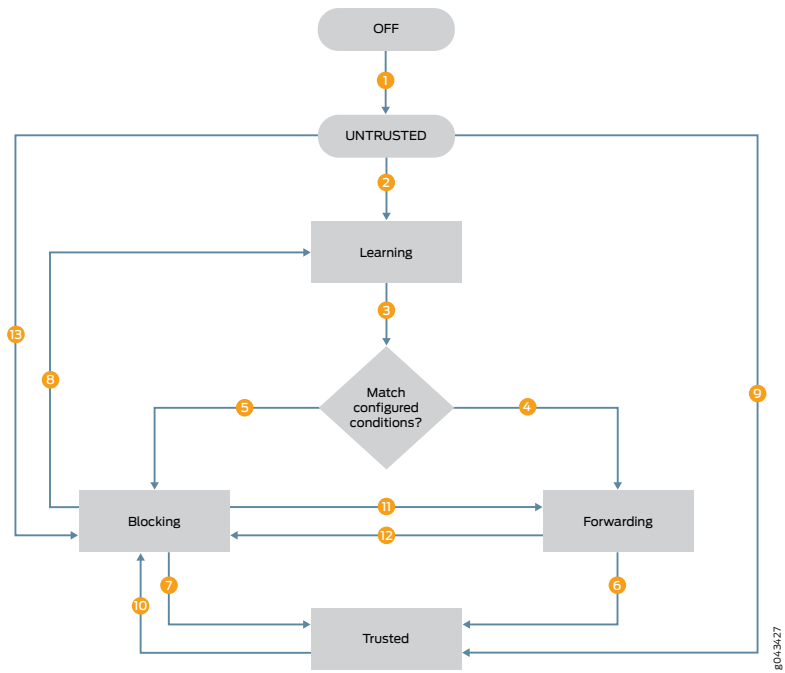 OFF
1
UNTRUSTED
2
Learning
3
13
8
9
Match
configured
conditions?
5
4
Blocking
11
Forwarding
12
7
6
10
Trusted
g043427